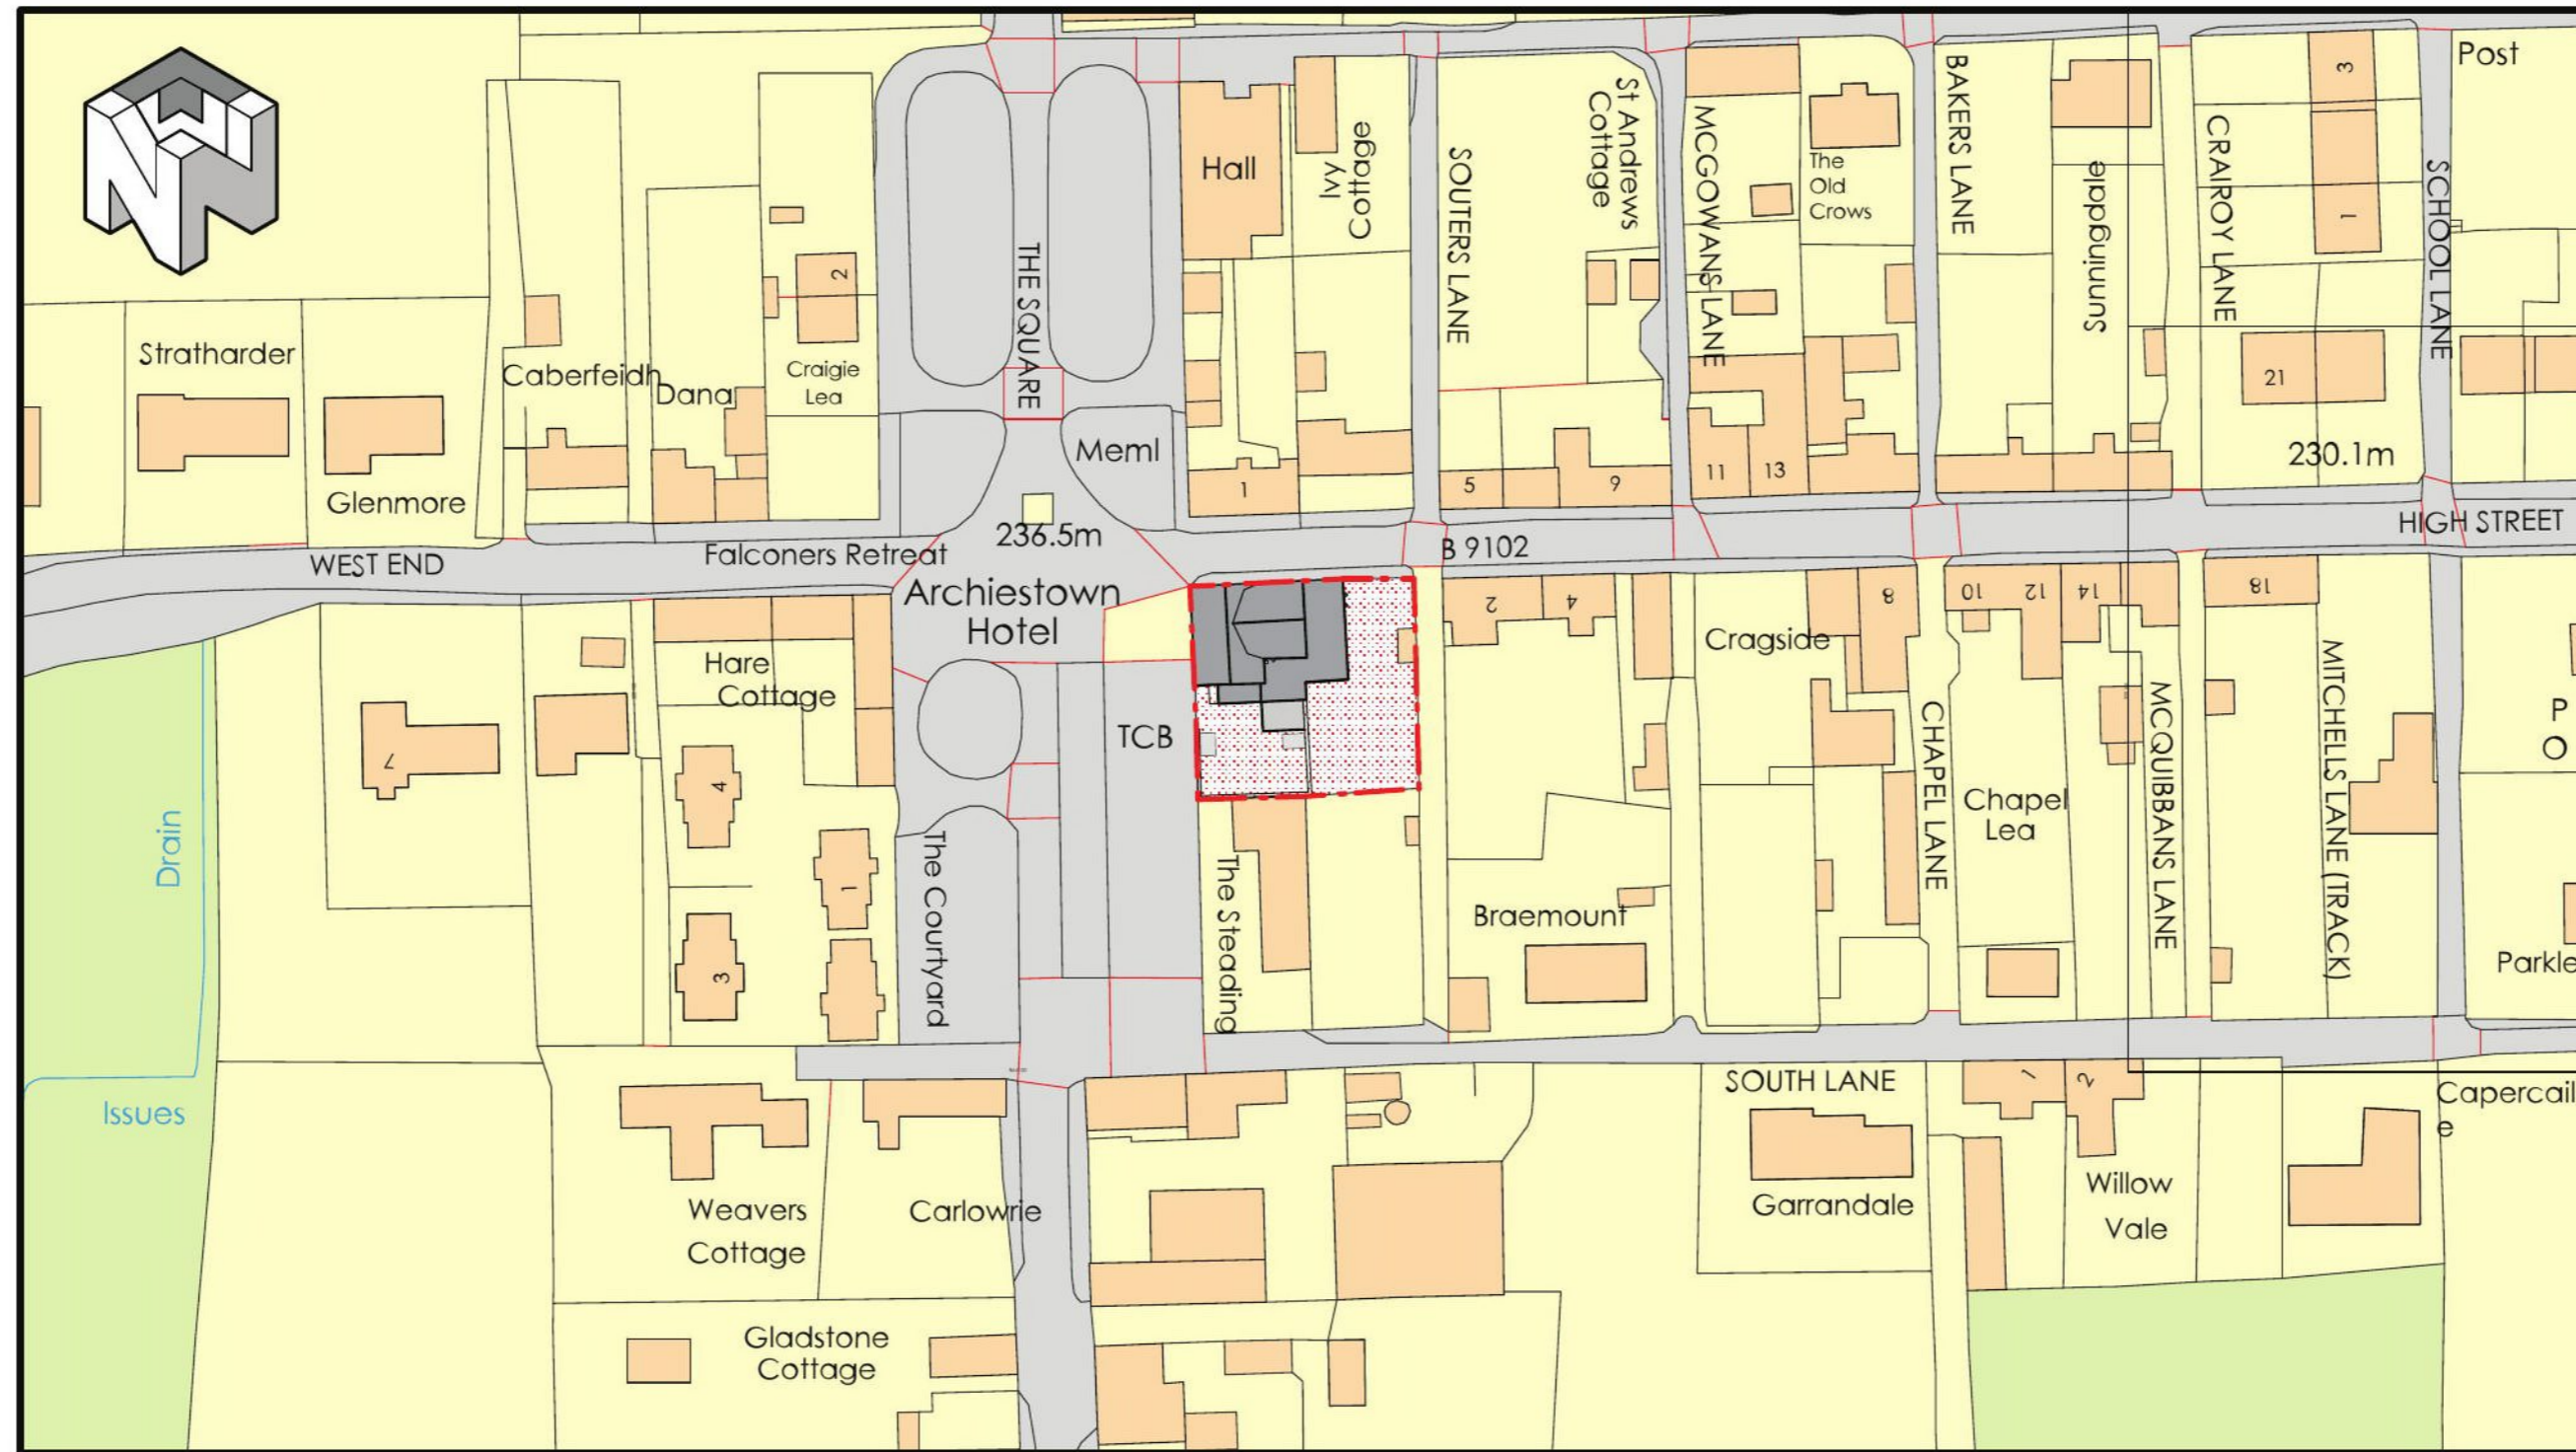 Post
3
Hall
Ivy
Cottage
SOUTERS LANE
St Andrews
Cottage
MCGOWANS LANE
The
Old
Crows
BAKERS LANE
Sunningdale
CRAIROY LANE
1
SCHOOL LANE
2
THE SQUARE
Stratharder
Caberfeidh
Dana
Craigie
Lea
21
Meml
230.1m
Glenmore
1
5
9
11
13
HIGH STREET
236.5m
B 9102
Falconers Retreat
WEST END
Archiestown
Hotel
2
4
8
10
12
14
18
Cragside
Hare
Cottage
TCB
7
4
CHAPEL LANE
MCQUIBBANS LANE
MITCHELLS LANE (TRACK)
P
O
Chapel
Lea
Drain
The Courtyard
The Steading
1
Braemount
3
Parkle
SOUTH LANE
1
2
Capercail
e
Issues
Weavers
Cottage
Carlowrie
Garrandale
Willow
Vale
Gladstone
Cottage